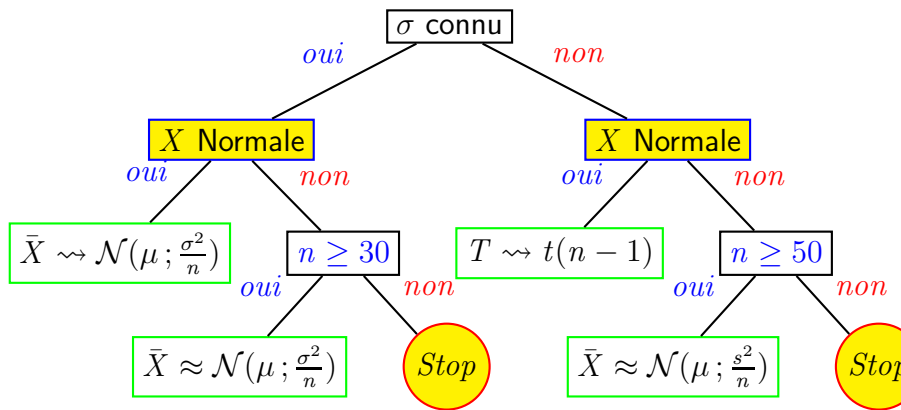 σ connu
oui non
X Normale X Normale
oui non oui non
X̄ ⇝ 𝒩(μ ; σ²/n) n ≥ 30 T ⇝ t(n − 1) n ≥ 50
oui non oui non
X̄ ≈ 𝒩(μ ; σ²/n) Stop X̄ ≈ 𝒩(μ ; s²/n) Stop